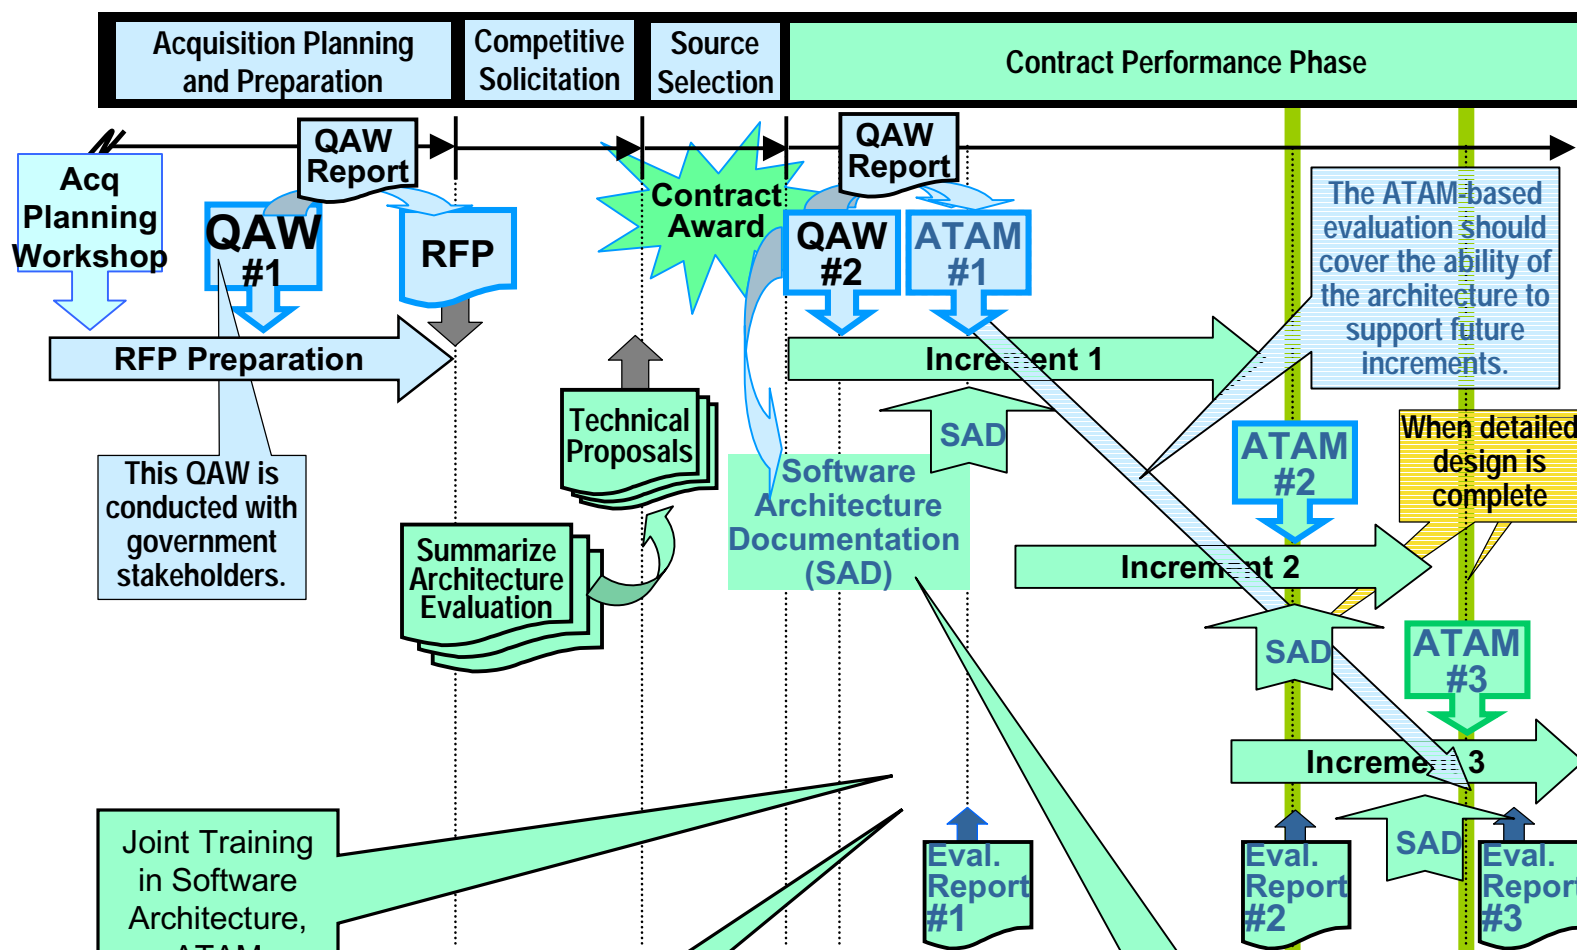 Acquisition Planning
and Preparation
Competitive
Solicitation
Source
Selection
Contract Performance Phase
QAW
Report
QAW
Report
Acq
Planning
Workshop
QAW
#1
RFP
Contract
Award
QAW
#2
ATAM
#1
The ATAM-based
evaluation should
cover the ability of
the architecture to
support future
increments.
RFP Preparation
Increment 1
Technical
Proposals
SAD
ATAM
#2
When detailed
design is
complete
This QAW is
conducted with
government
stakeholders.
Software
Architecture
Documentation
(SAD)
Summarize
Architecture
Evaluation
Increment 2
SAD
ATAM
#3
Increment 3
Joint Training
in Software
Architecture,
ATAM
Eval.
Report
#1
Eval.
Report
#2
SAD
Eval.
Report
#3